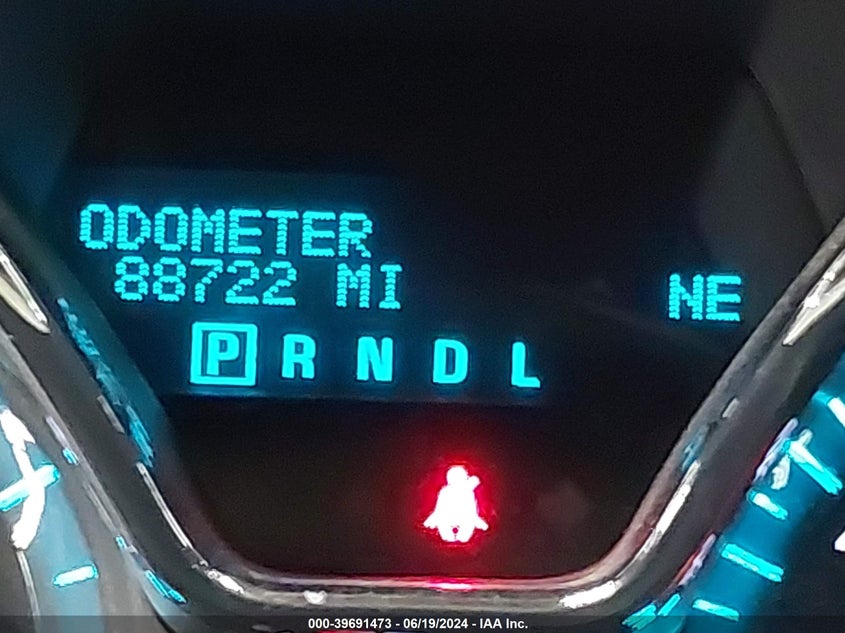 ODOMETER
88722 MI NE
P R N D L
000-39691473 - 06/19/2024 - IAA Inc.